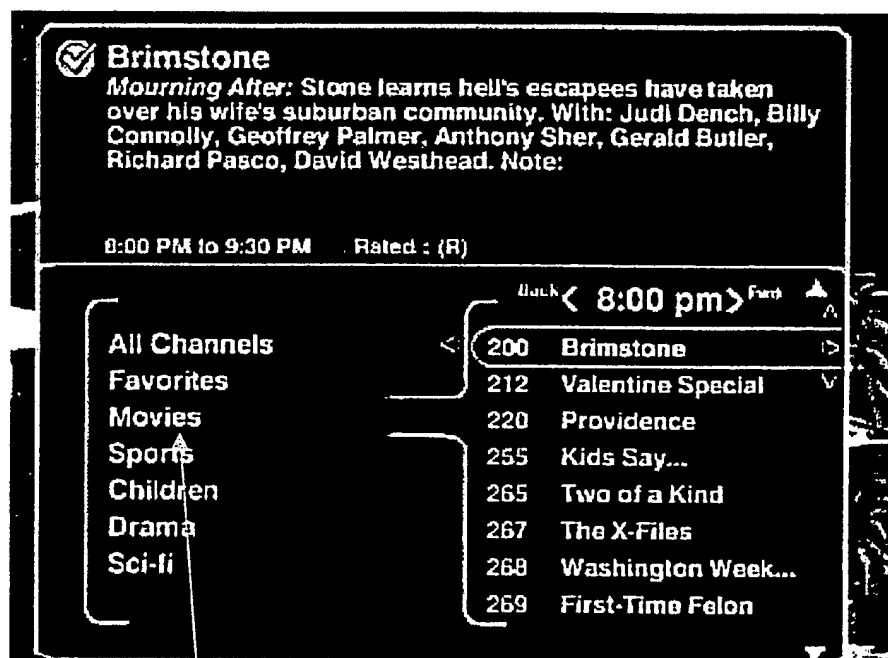 Brimstone
Mourning After: Stone learns hell's escapees have taken
over his wife's suburban community. With: Judi Dench, Billy
Connolly, Geoffrey Palmer, Anthony Sher, Gerald Butler,
Richard Pasco, David Westhead. Note:
8:00 PM to 9:30 PM Rated : (R)
Back < 8:00 pm > Fwd
All Channels
Favorites
Movies
Sports
Children
Drama
Sci-fi
200 Brimstone
212 Valentine Special
220 Providence
255 Kids Say...
265 Two of a Kind
267 The X-Files
268 Washington Week...
269 First-Time Felon